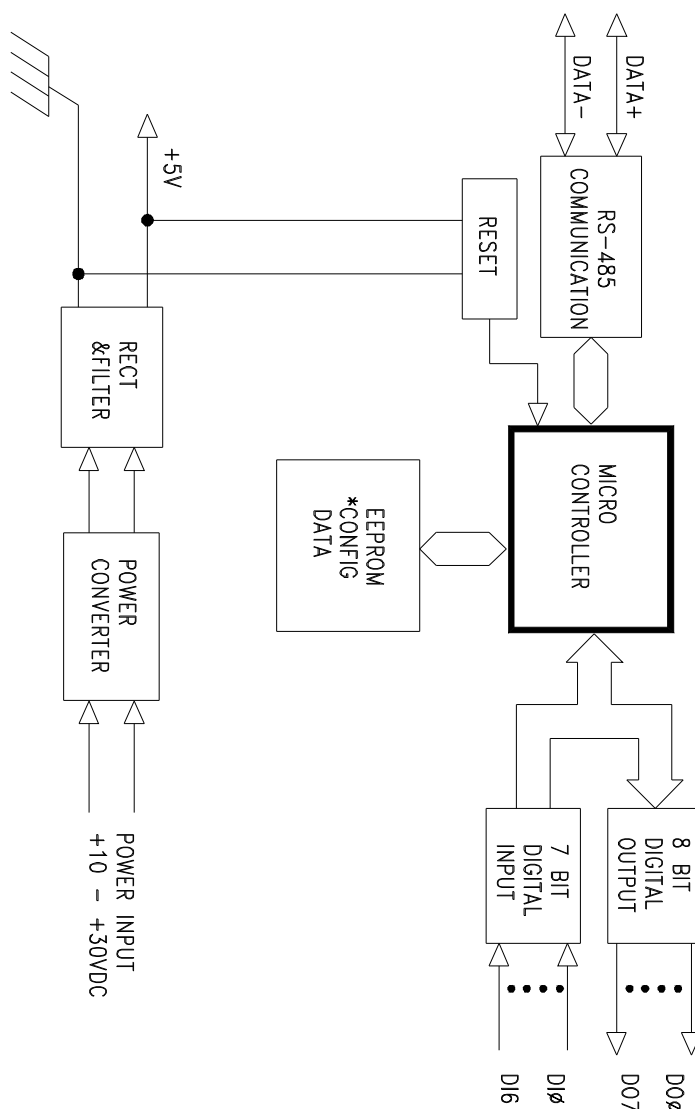 DATA+
DATA-
RS-485
COMMUNICATION
MICRO
CONTROLLER
8 BIT
DIGITAL
OUTPUT
DOØ
DO7
7 BIT
DIGITAL
INPUT
DIØ
DI6
RESET
EEPROM
*CONFIG
DATA
+5V
RECT
&FILTER
POWER
CONVERTER
POWER INPUT
+10 - +30VDC